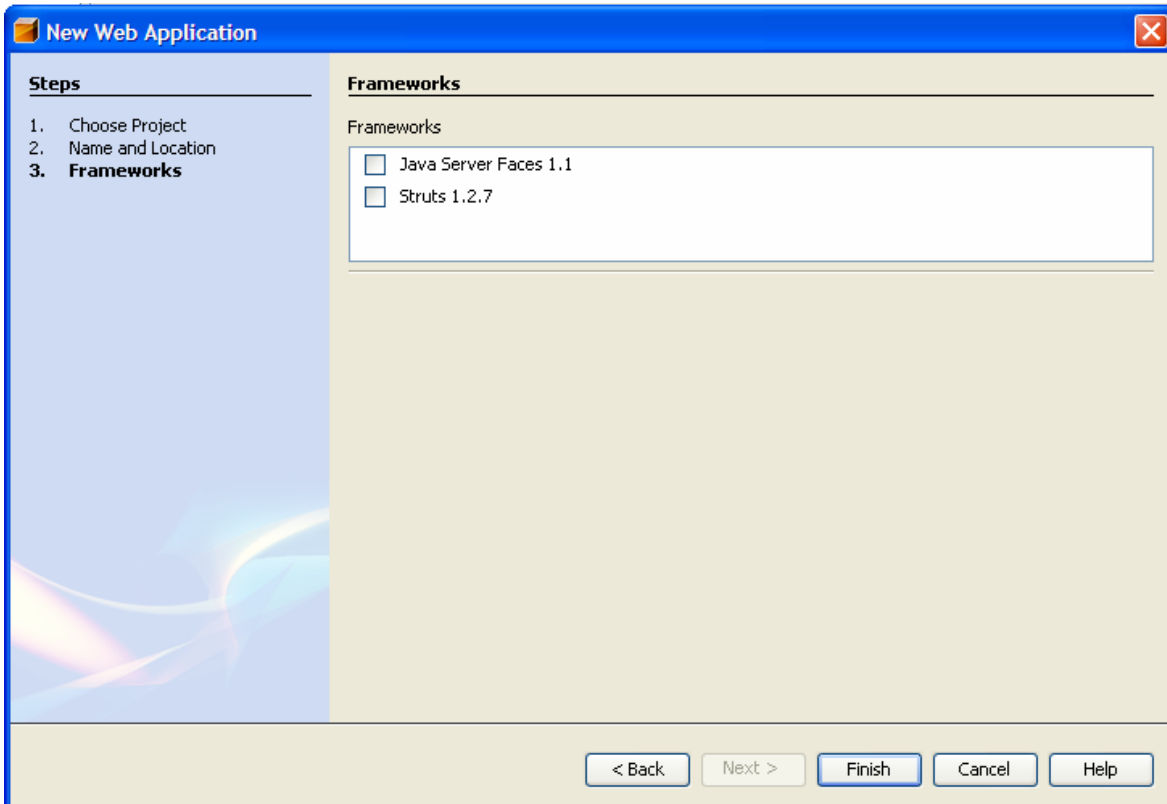 New Web Application
Steps
1. Choose Project
2. Name and Location
3. Frameworks
Frameworks
Frameworks
Java Server Faces 1.1
Struts 1.2.7
< Back Next > Finish Cancel Help